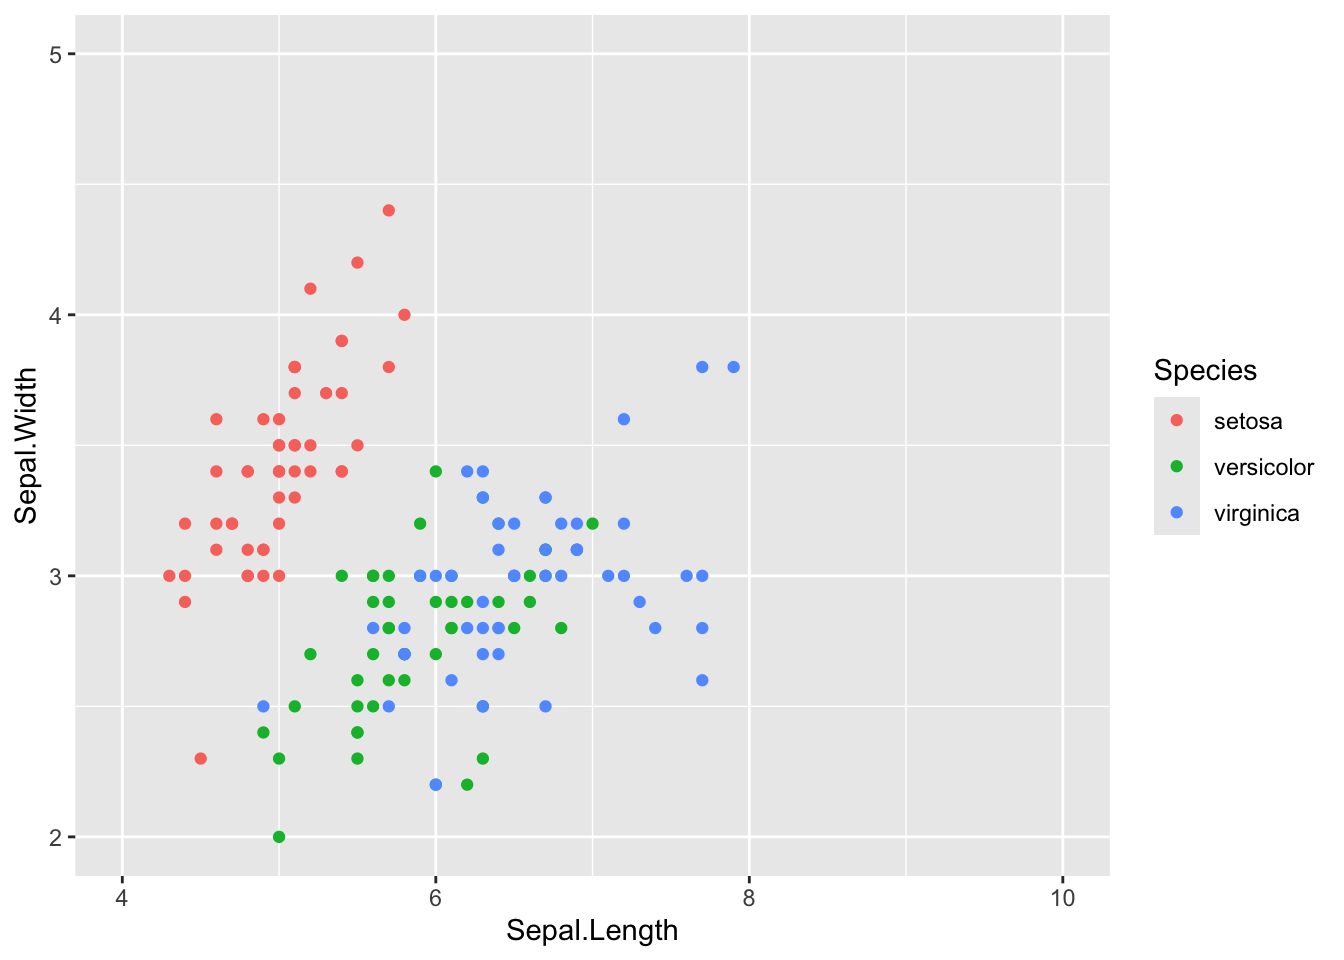 5
4
3
2
Sepal.Width
4 6 8 10
Sepal.Length
Species
setosa
versicolor
virginica